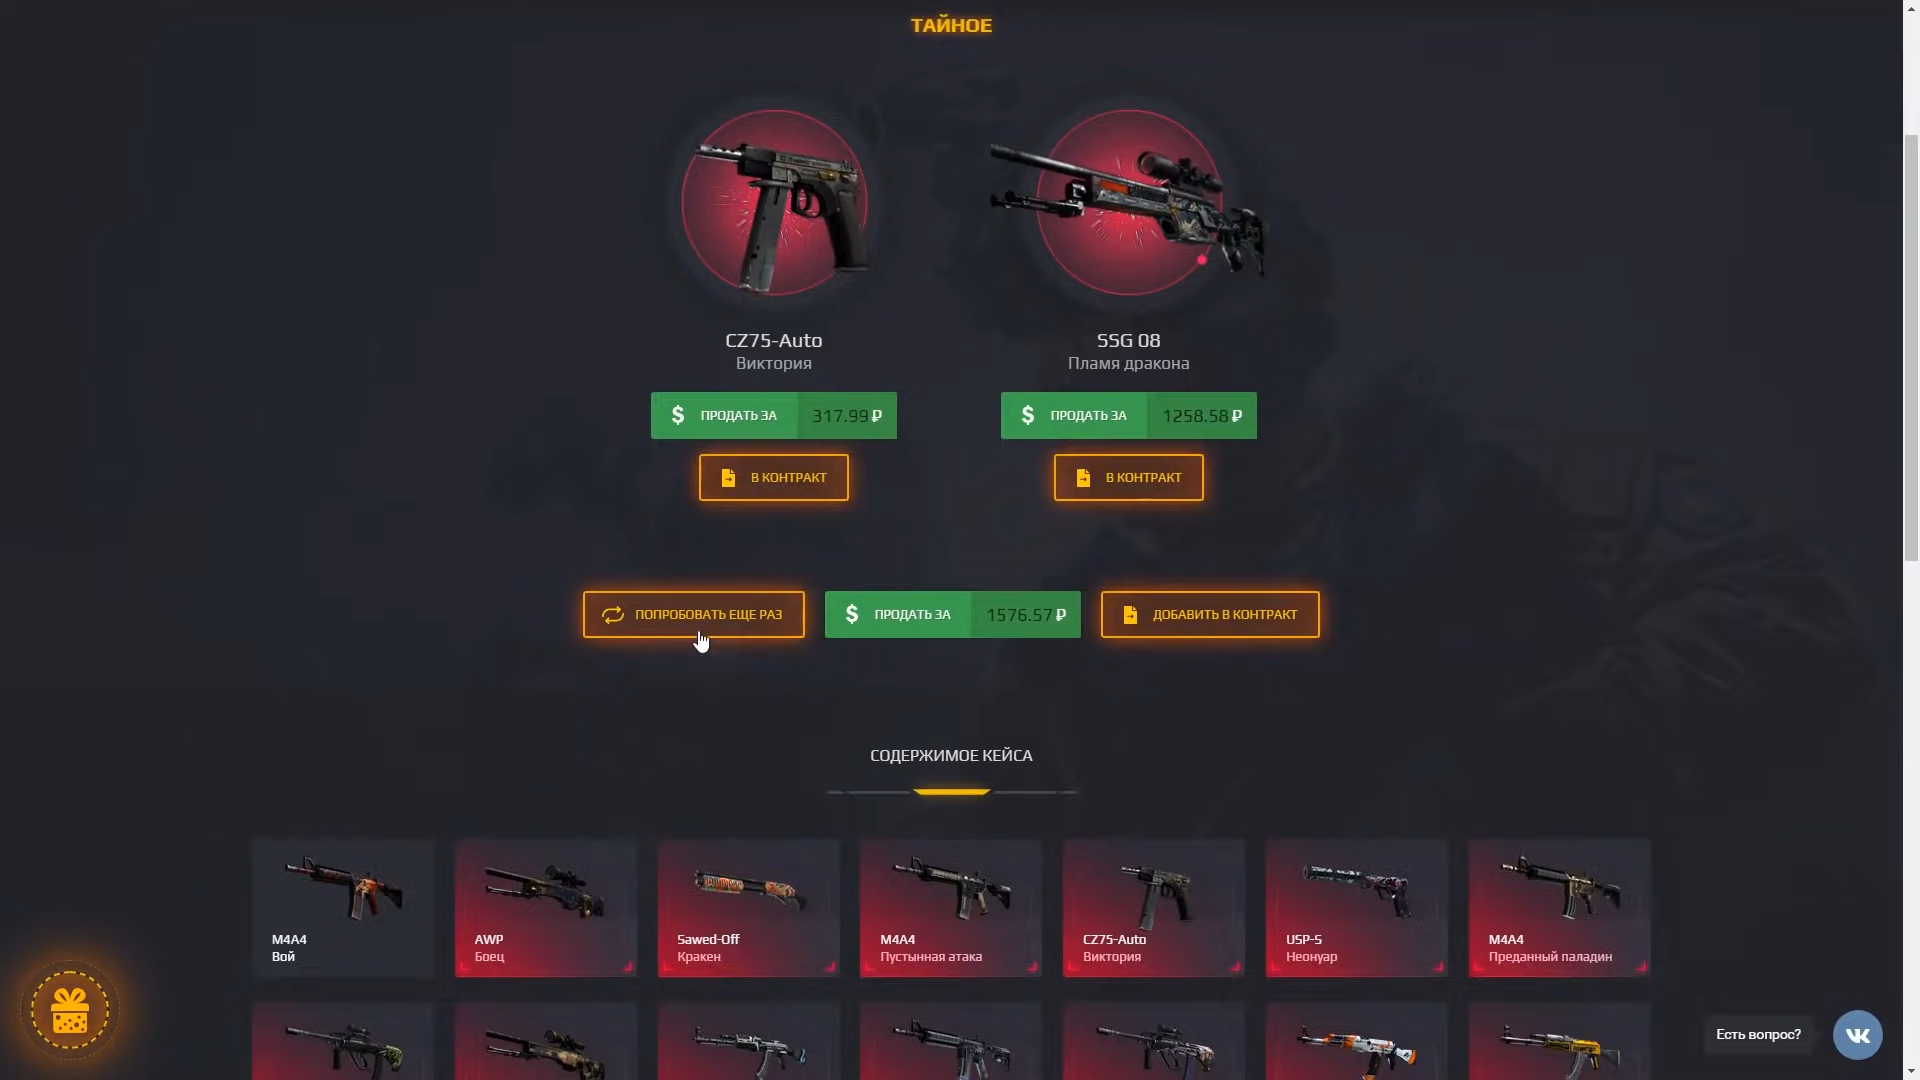 ТАЙНОЕ
CZ75-Auto
Виктория
SSG 08
Пламя дракона
$ ПРОДАТЬ ЗА 317.99 ₽
$ ПРОДАТЬ ЗА 1258.58 ₽
В КОНТРАКТ
В КОНТРАКТ
ПОПРОБОВАТЬ ЕЩЕ РАЗ
$ ПРОДАТЬ ЗА 1576.57 ₽
ДОБАВИТЬ В КОНТРАКТ
СОДЕРЖИМОЕ КЕЙСА
M4A4
Вой
AWP
Боец
Sawed-Off
Кракен
M4A4
Пустынная атака
CZ75-Auto
Виктория
USP-S
Неонуар
M4A4
Преданный паладин
Есть вопрос?